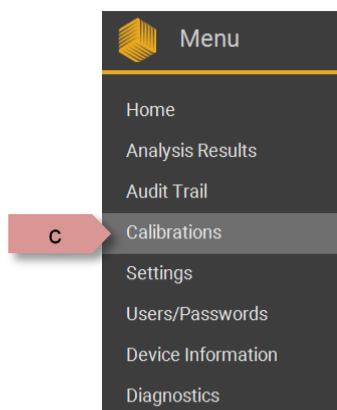 Menu
Home
Analysis Results
Audit Trail
C
Calibrations
Settings
Users/Passwords
Device Information
Diagnostics